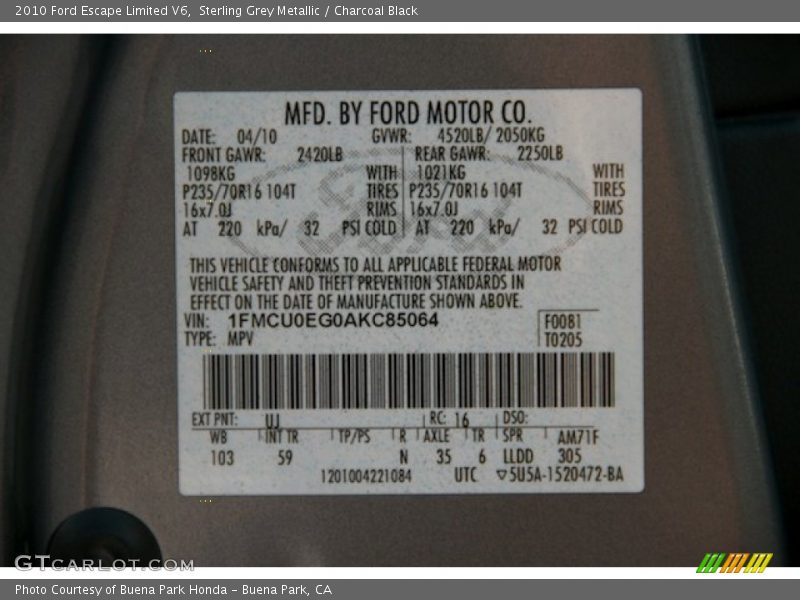 2010 Ford Escape Limited V6, Sterling Grey Metallic / Charcoal Black
MFD. BY FORD MOTOR CO.
DATE: 04/10 GVWR: 4520LB/ 2050KG
FRONT GAWR: 2420LB REAR GAWR: 2250LB
1098KG WITH 1021KG WITH
P235/70R16 104T TIRES P235/70R16 104T TIRES
16x7.0J RIMS 16x7.0J RIMS
AT 220 kPa/ 32 PSI COLD AT 220 kPa/ 32 PSI COLD
Ford
THIS VEHICLE CONFORMS TO ALL APPLICABLE FEDERAL MOTOR
VEHICLE SAFETY AND THEFT PREVENTION STANDARDS IN
EFFECT ON THE DATE OF MANUFACTURE SHOWN ABOVE.
VIN: 1FMCU0EG0AKC85064 F0081
TYPE: MPV T0205
EXT PNT: UJ RC: 16 DSO:
WB INT TR TP/PS R AXLE TR SPR AM71F
103 59 N 35 6 LLDD 305
1201004221084 UTC ▽5U5A-1520472-BA
GTCARLOT.COM
Photo Courtesy of Buena Park Honda - Buena Park, CA